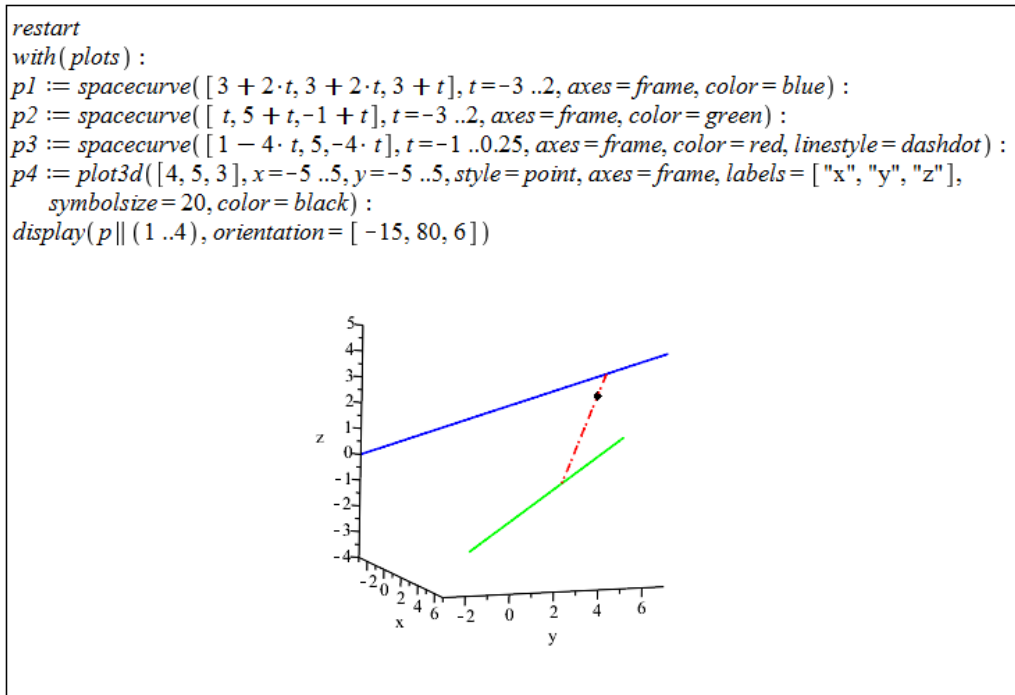 restart
with(plots) :
p1 := spacecurve([3 + 2·t, 3 + 2·t, 3 + t], t=-3 ..2, axes=frame, color=blue) :
p2 := spacecurve([ t, 5 + t,-1 + t], t=-3 ..2, axes=frame, color=green) :
p3 := spacecurve([1 − 4· t, 5,-4· t], t=-1 ..0.25, axes=frame, color=red, linestyle=dashdot) :
p4 := plot3d([4, 5, 3], x=-5 ..5, y=-5 ..5, style=point, axes=frame, labels = ["x", "y", "z"],
symbolsize = 20, color=black) :
display(p || (1 ..4), orientation = [ -15, 80, 6])
5
4
3
2
1
z
0
-1
-2
-3
-4
-2 0 2 4 6
x
-2 0 2 4 6
y